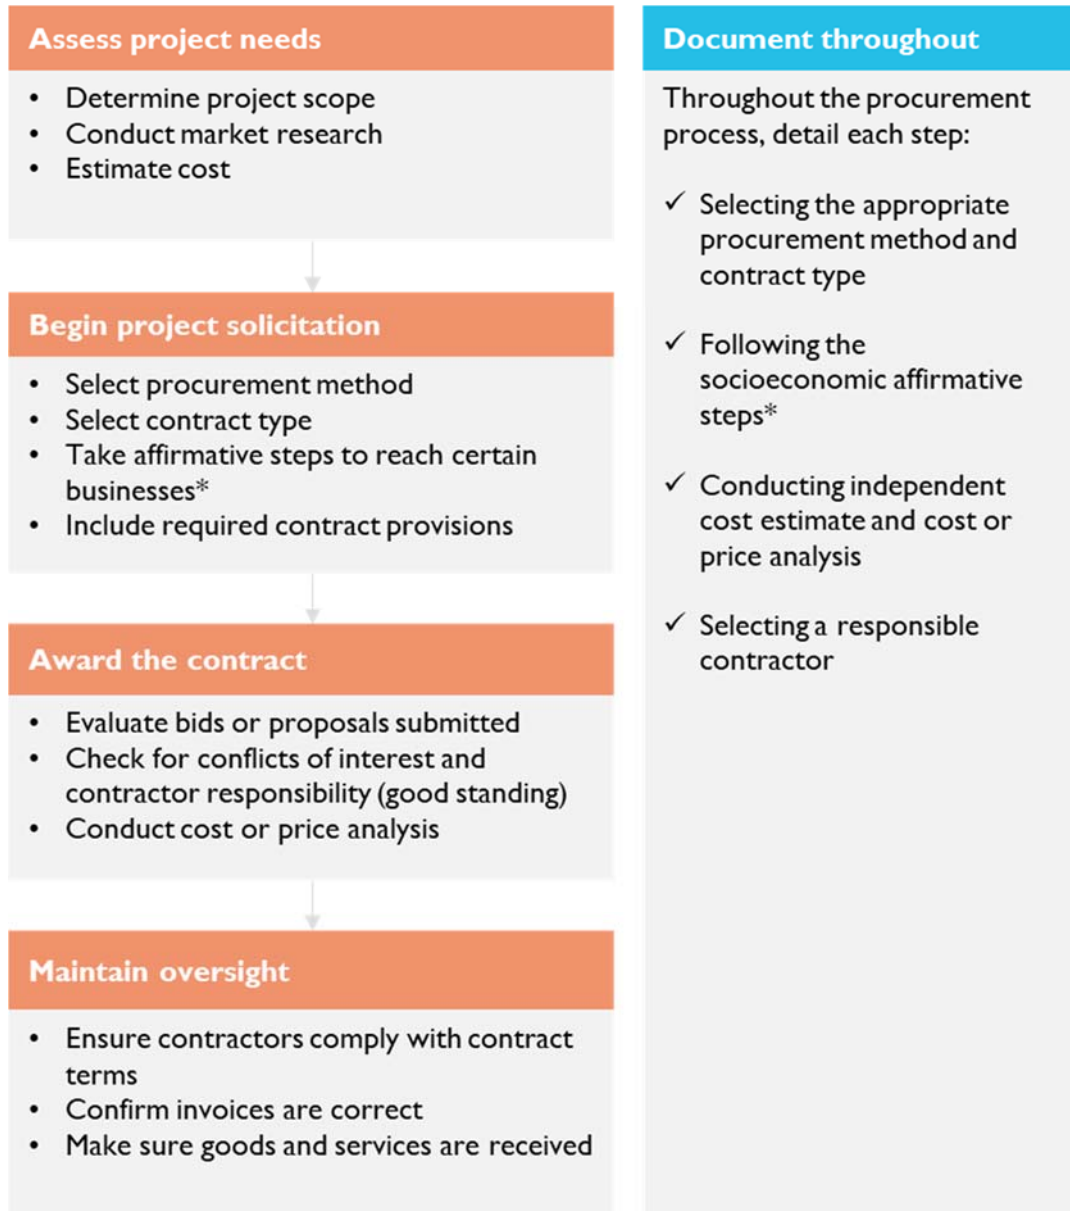 Assess project needs
• Determine project scope
• Conduct market research
• Estimate cost
Begin project solicitation
• Select procurement method
• Select contract type
• Take affirmative steps to reach certain
businesses*
• Include required contract provisions
Award the contract
• Evaluate bids or proposals submitted
• Check for conflicts of interest and
contractor responsibility (good standing)
• Conduct cost or price analysis
Maintain oversight
• Ensure contractors comply with contract
terms
• Confirm invoices are correct
• Make sure goods and services are received
Document throughout
Throughout the procurement
process, detail each step:
✓ Selecting the appropriate
procurement method and
contract type
✓ Following the
socioeconomic affirmative
steps*
✓ Conducting independent
cost estimate and cost or
price analysis
✓ Selecting a responsible
contractor